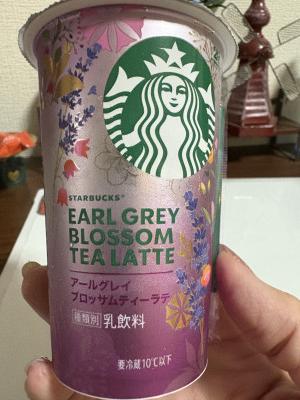 STARBUCKS®
EARL GREY
BLOSSOM
TEA LATTE
アールグレイ
ブロッサムティーラテ
種類別 乳飲料
要冷蔵10℃以下